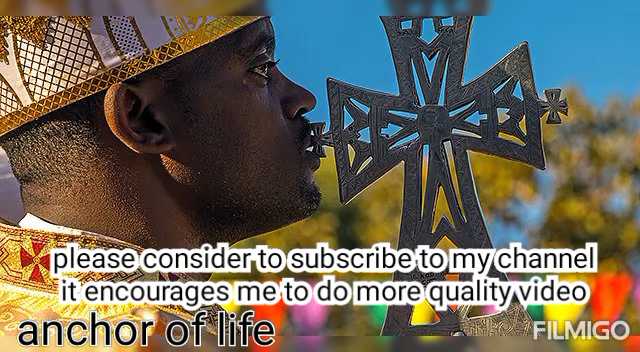 please consider to subscribe to my channel
it encourages me to do more quality video
anchor of life
FILMIGO